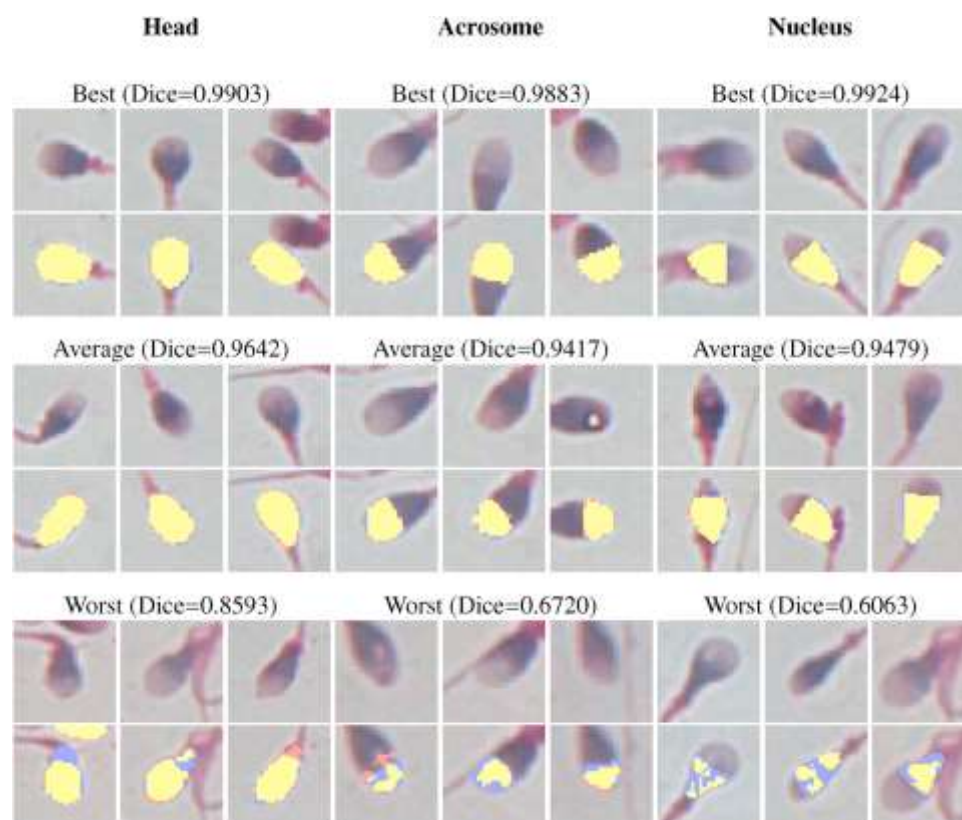 Head Acrosome Nucleus
Best (Dice=0.9903) Best (Dice=0.9883) Best (Dice=0.9924)
Average (Dice=0.9642) Average (Dice=0.9417) Average (Dice=0.9479)
Worst (Dice=0.8593) Worst (Dice=0.6720) Worst (Dice=0.6063)